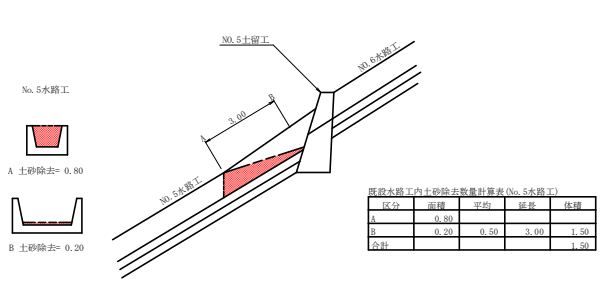 NO.5土留工
NO.6水路工
No.5水路工
B
3.00
A
A 土砂除去= 0.80
NO.5水路工
B 土砂除去= 0.20
既設水路工内土砂除去数量計算表(No.5水路工)
区分 面積 平均 延長 体積
A 0.80
B 0.20 0.50 3.00 1.50
合計 1.50